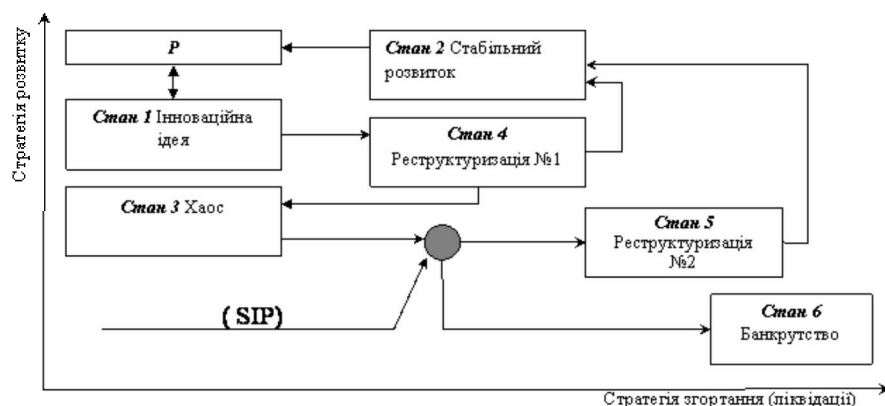 Стратегія розвитку
P
Стан 2 Стабільний
розвиток
Стан 1 Інноваційна
ідея
Стан 4
Реструктуризація №1
Стан 3 Хаос
Стан 5
Реструктуризація
№2
( SIP)
Стан 6
Банкрутство
Стратегія згортання (ліквідації)